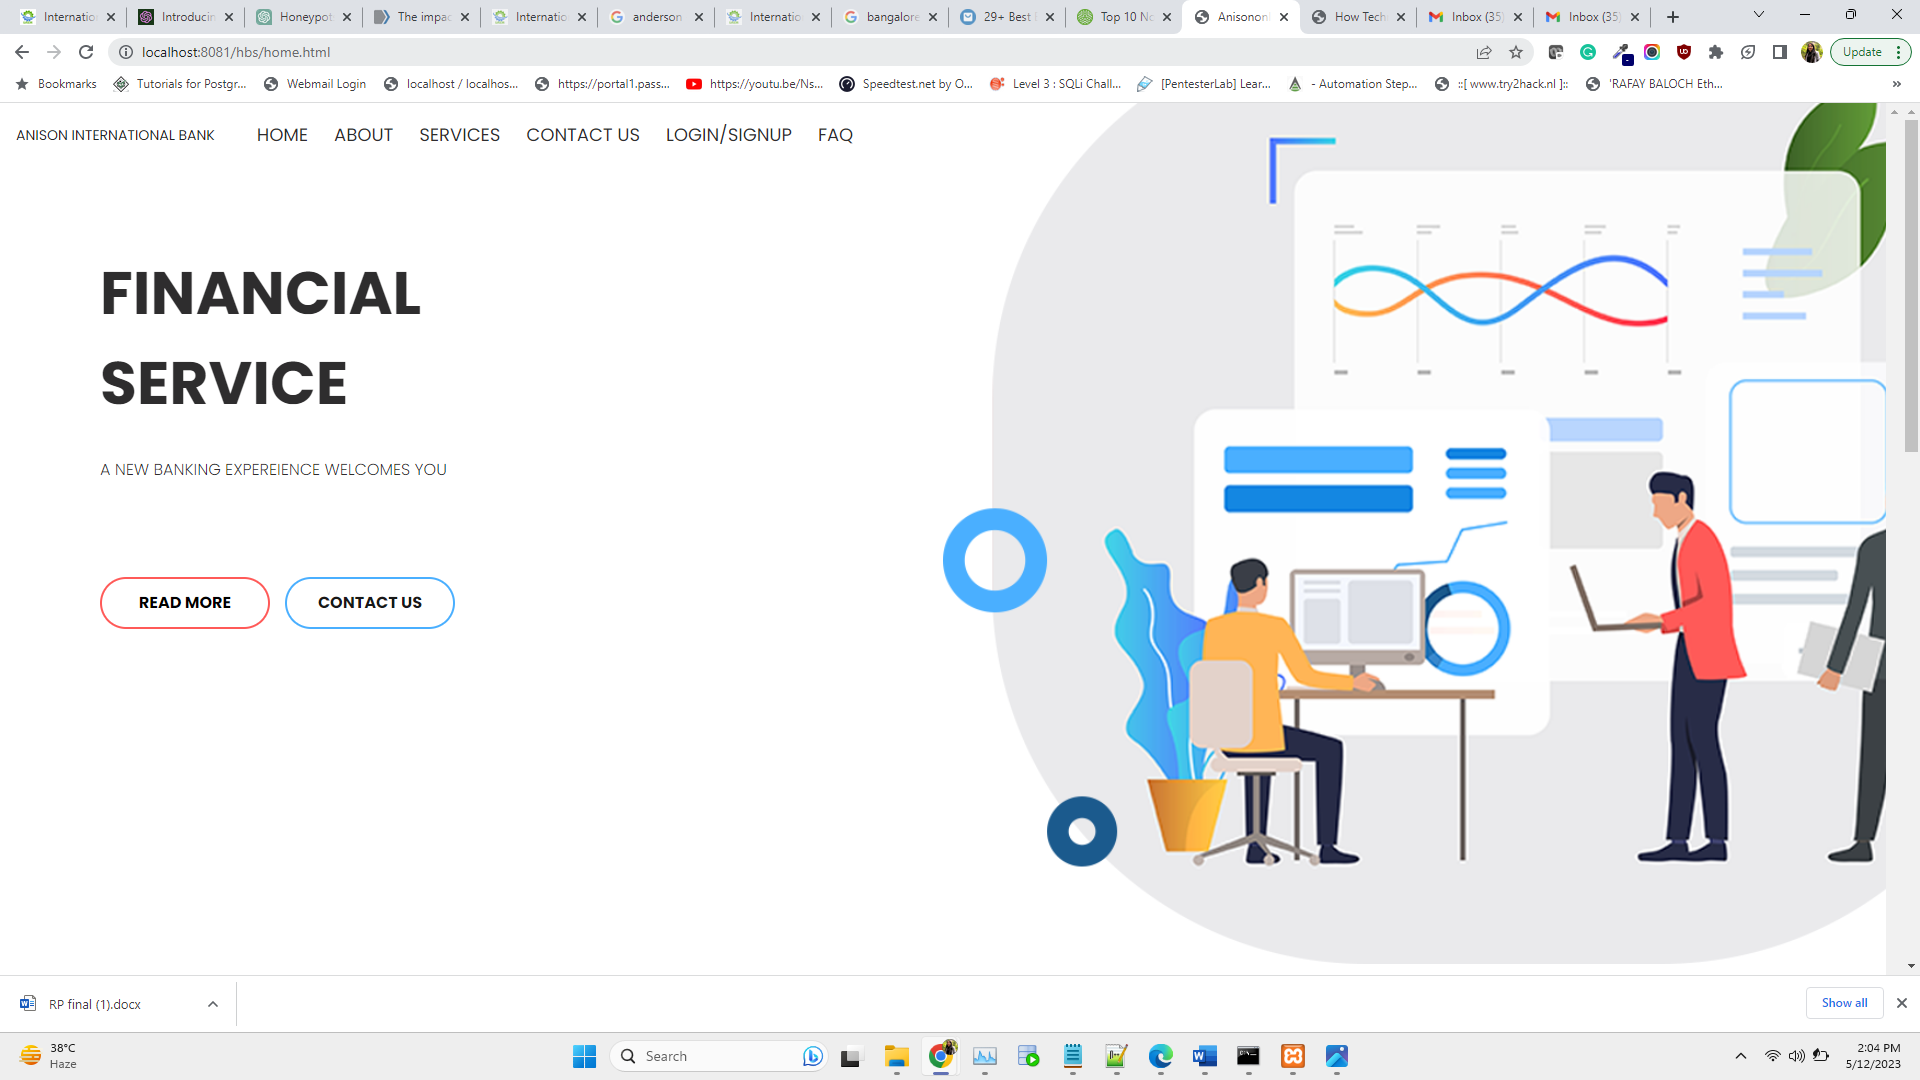 Internatio
Introducin
Honeypot
The impac
Internatio
anderson
Internatio
bangalore
29+ Best
Top 10 No
Anisonon
How Tech
Inbox (35)
Inbox (35)
localhost:8081/hbs/home.html
Update
Bookmarks
Tutorials for Postgr...
Webmail Login
localhost / localhos...
https://portal1.pass...
https://youtu.be/Ns...
Speedtest.net by O...
Level 3 : SQLi Chall...
[PentesterLab] Lear...
- Automation Step...
::[ www.try2hack.nl ]::
'RAFAY BALOCH Eth...
»
ANISON INTERNATIONAL BANK
HOME
ABOUT
SERVICES
CONTACT US
LOGIN/SIGNUP
FAQ
FINANCIAL
SERVICE
A NEW BANKING EXPEREIENCE WELCOMES YOU
READ MORE
CONTACT US
RP final (1).docx
Show all
38°C
Haze
Search
2:04 PM
5/12/2023